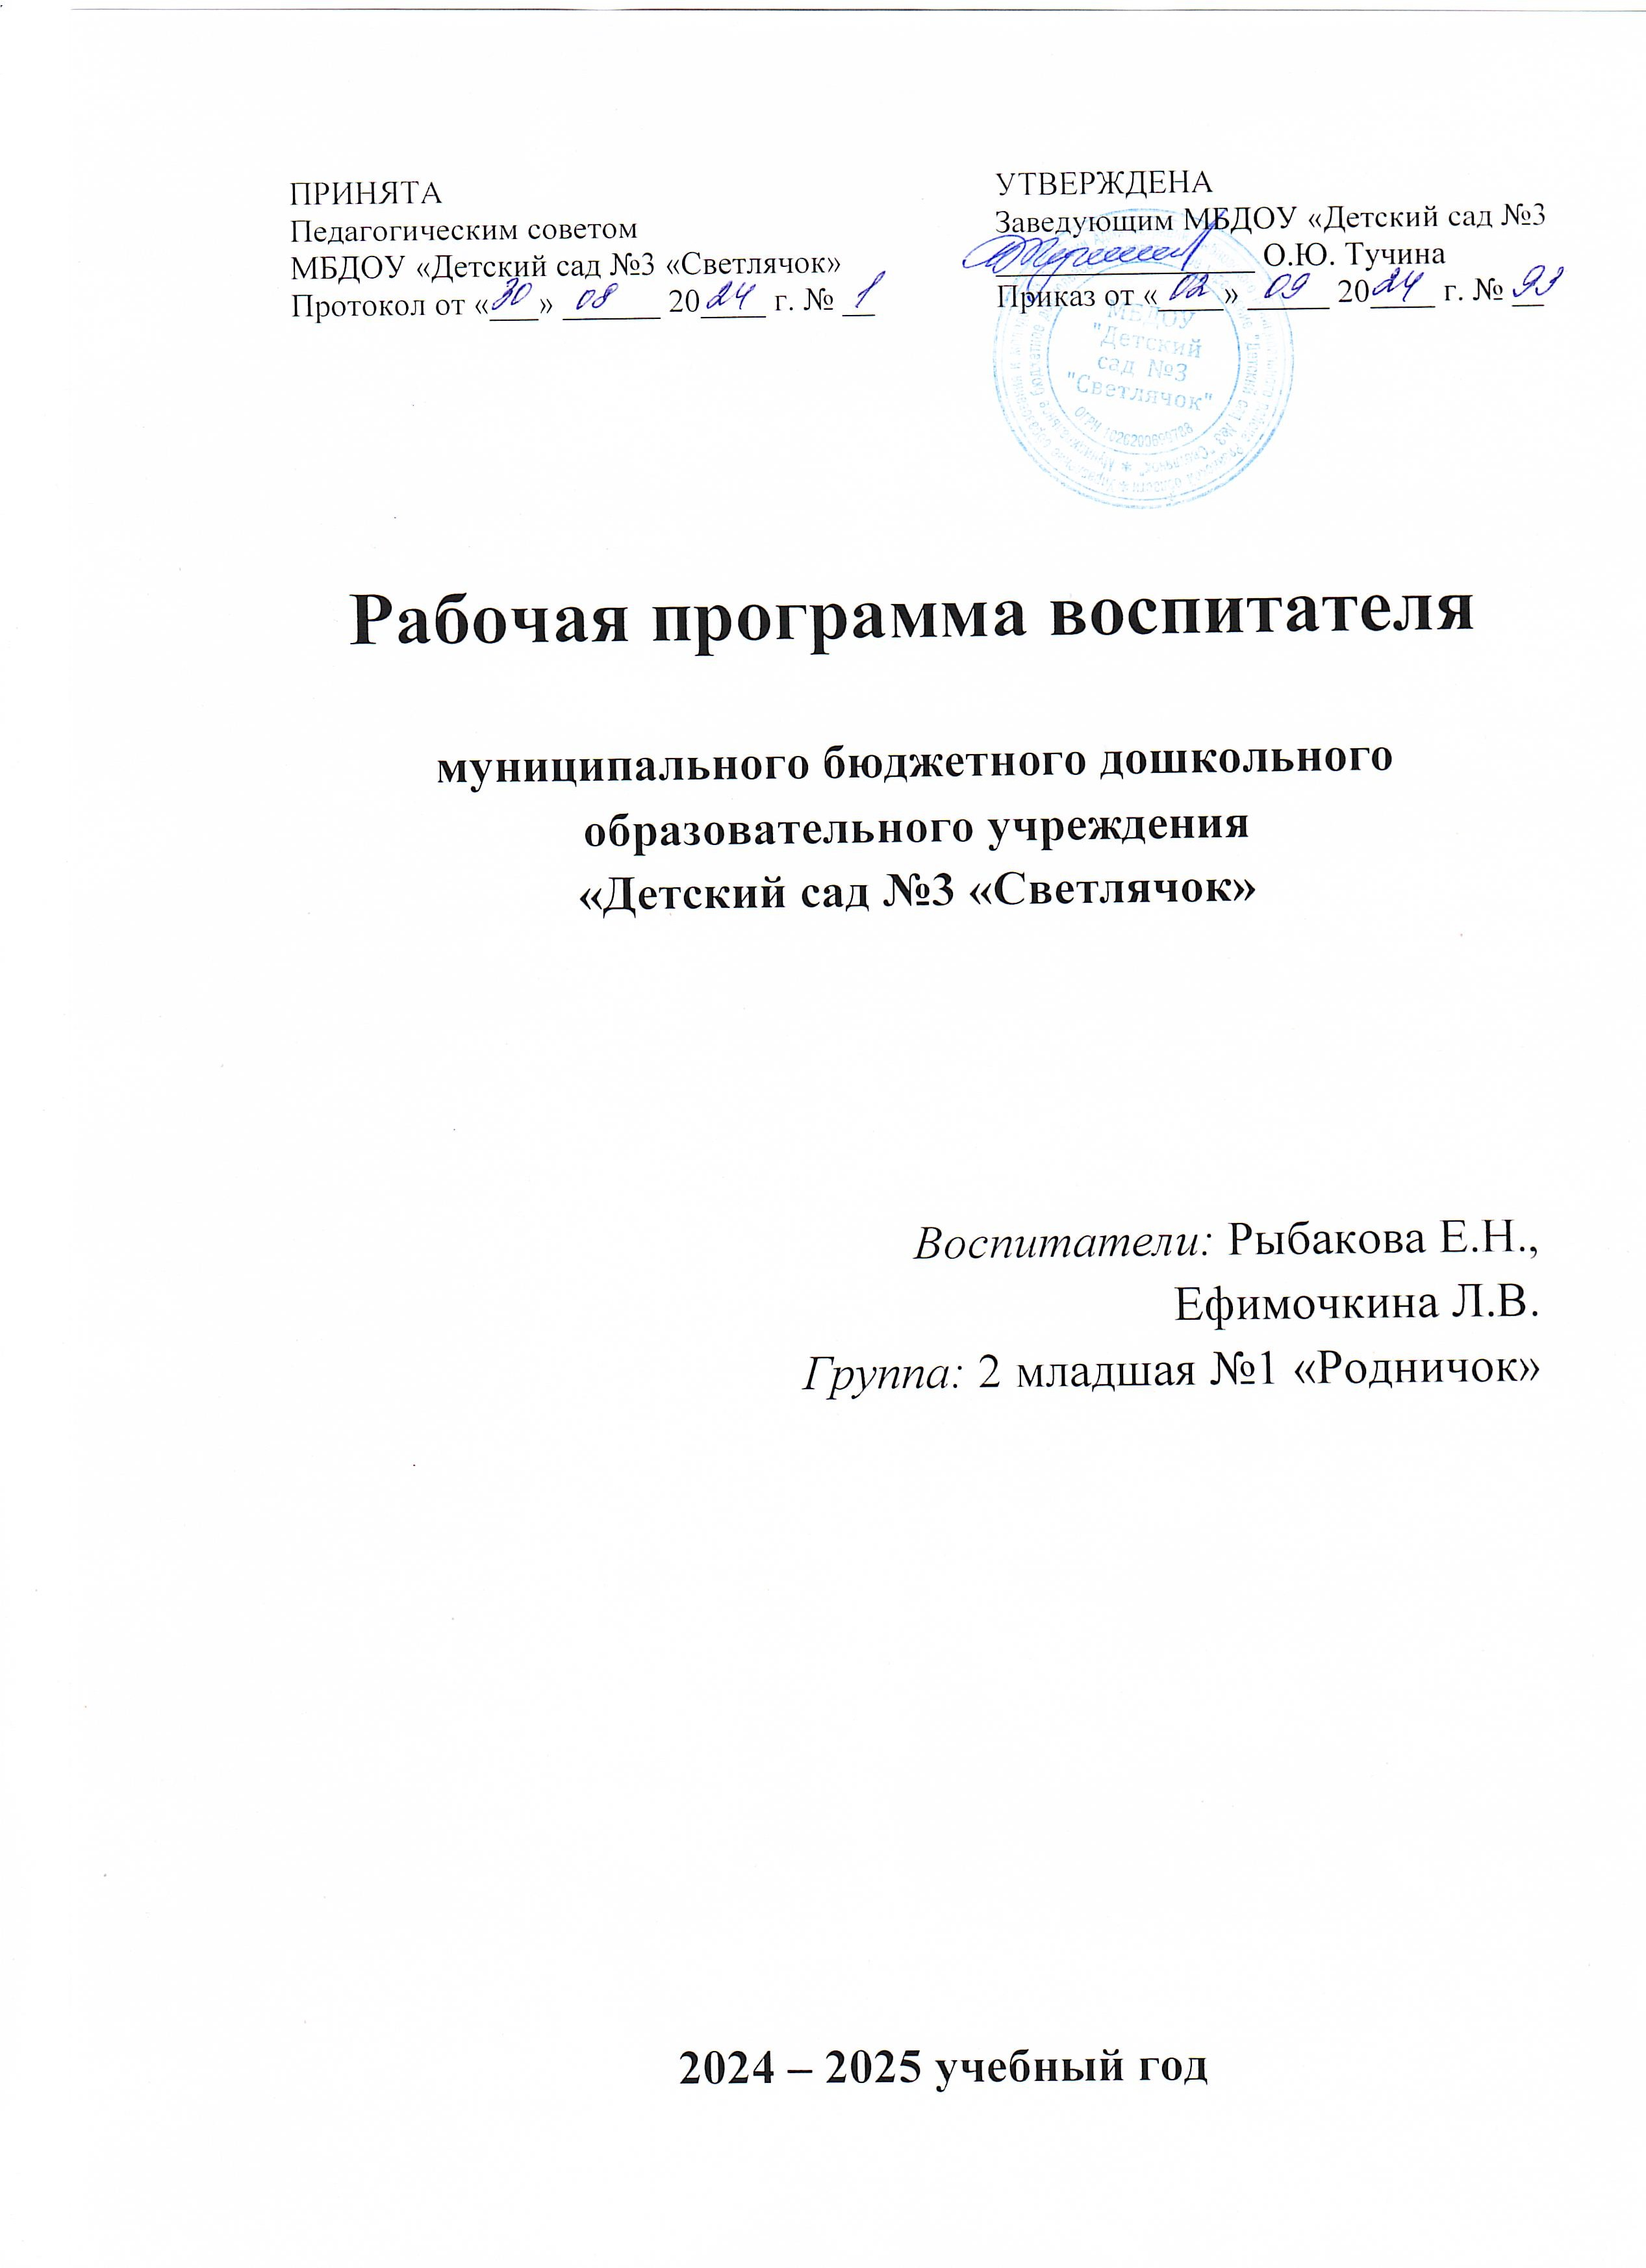 ПРИНЯТА
Педагогическим советом
МБДОУ «Детский сад №3 «Светлячок»
Протокол от «30» 08 2024 г. № 1
УТВЕРЖДЕНА
Заведующим МБДОУ «Детский сад №3
О.Ю. Тучина
Приказ от «02» 09 2024 г. № 93
МБДОУ
"Детский
сад №3
"Светлячок"
ОГРН
Рабочая программа воспитателя
муниципального бюджетного дошкольного
образовательного учреждения
«Детский сад №3 «Светлячок»
Воспитатели: Рыбакова Е.Н.,
Ефимочкина Л.В.
Группа: 2 младшая №1 «Родничок»
2024 – 2025 учебный год